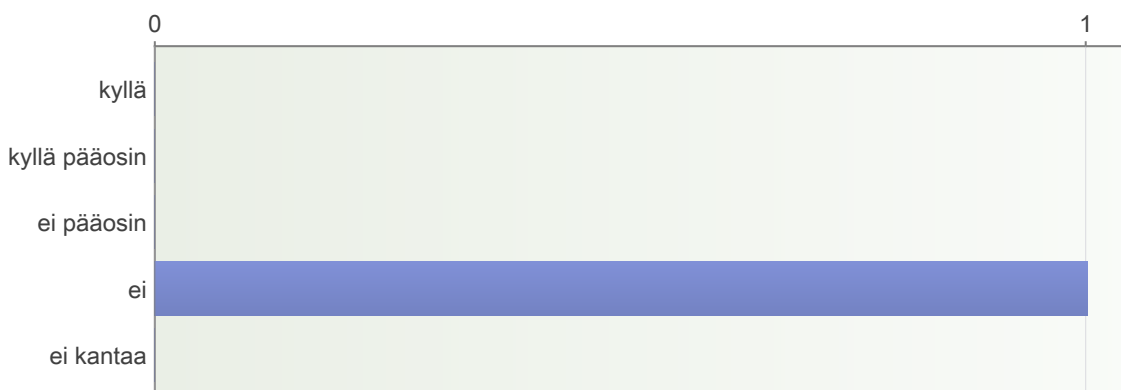 0 1
kyllä
kyllä pääosin
ei pääosin
ei
ei kantaa